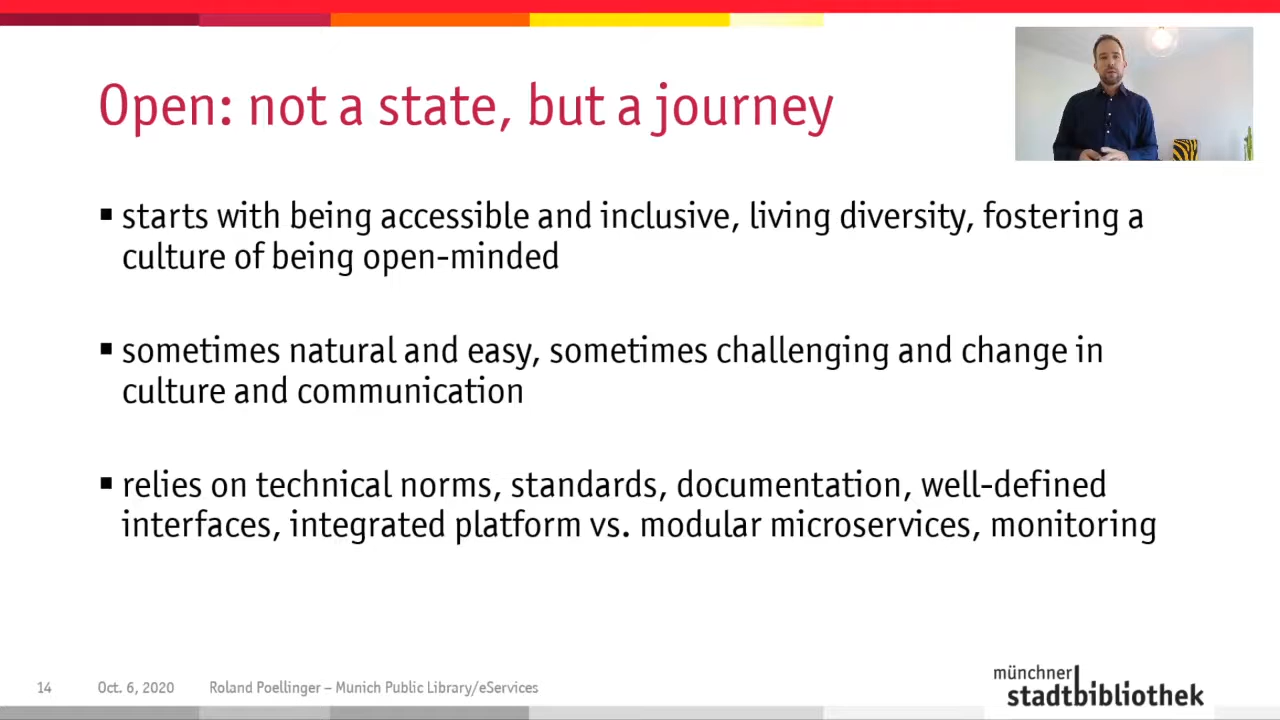 Open: not a state, but a journey
▪ starts with being accessible and inclusive, living diversity, fostering a
culture of being open-minded
▪ sometimes natural and easy, sometimes challenging and change in
culture and communication
▪ relies on technical norms, standards, documentation, well-defined
interfaces, integrated platform vs. modular microservices, monitoring
14 Oct. 6, 2020 Roland Poellinger – Munich Public Library/eServices
münchner
stadtbibliothek